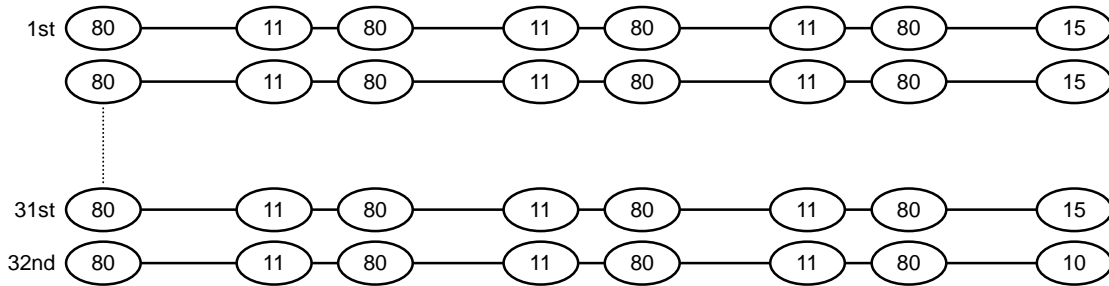 1st 80 11 80 11 11 80 15
80 11 80 11 80 11 80 15
31st 80 11 80 11 80 11 80 15
32nd 80 11 80 11 80 11 80 10